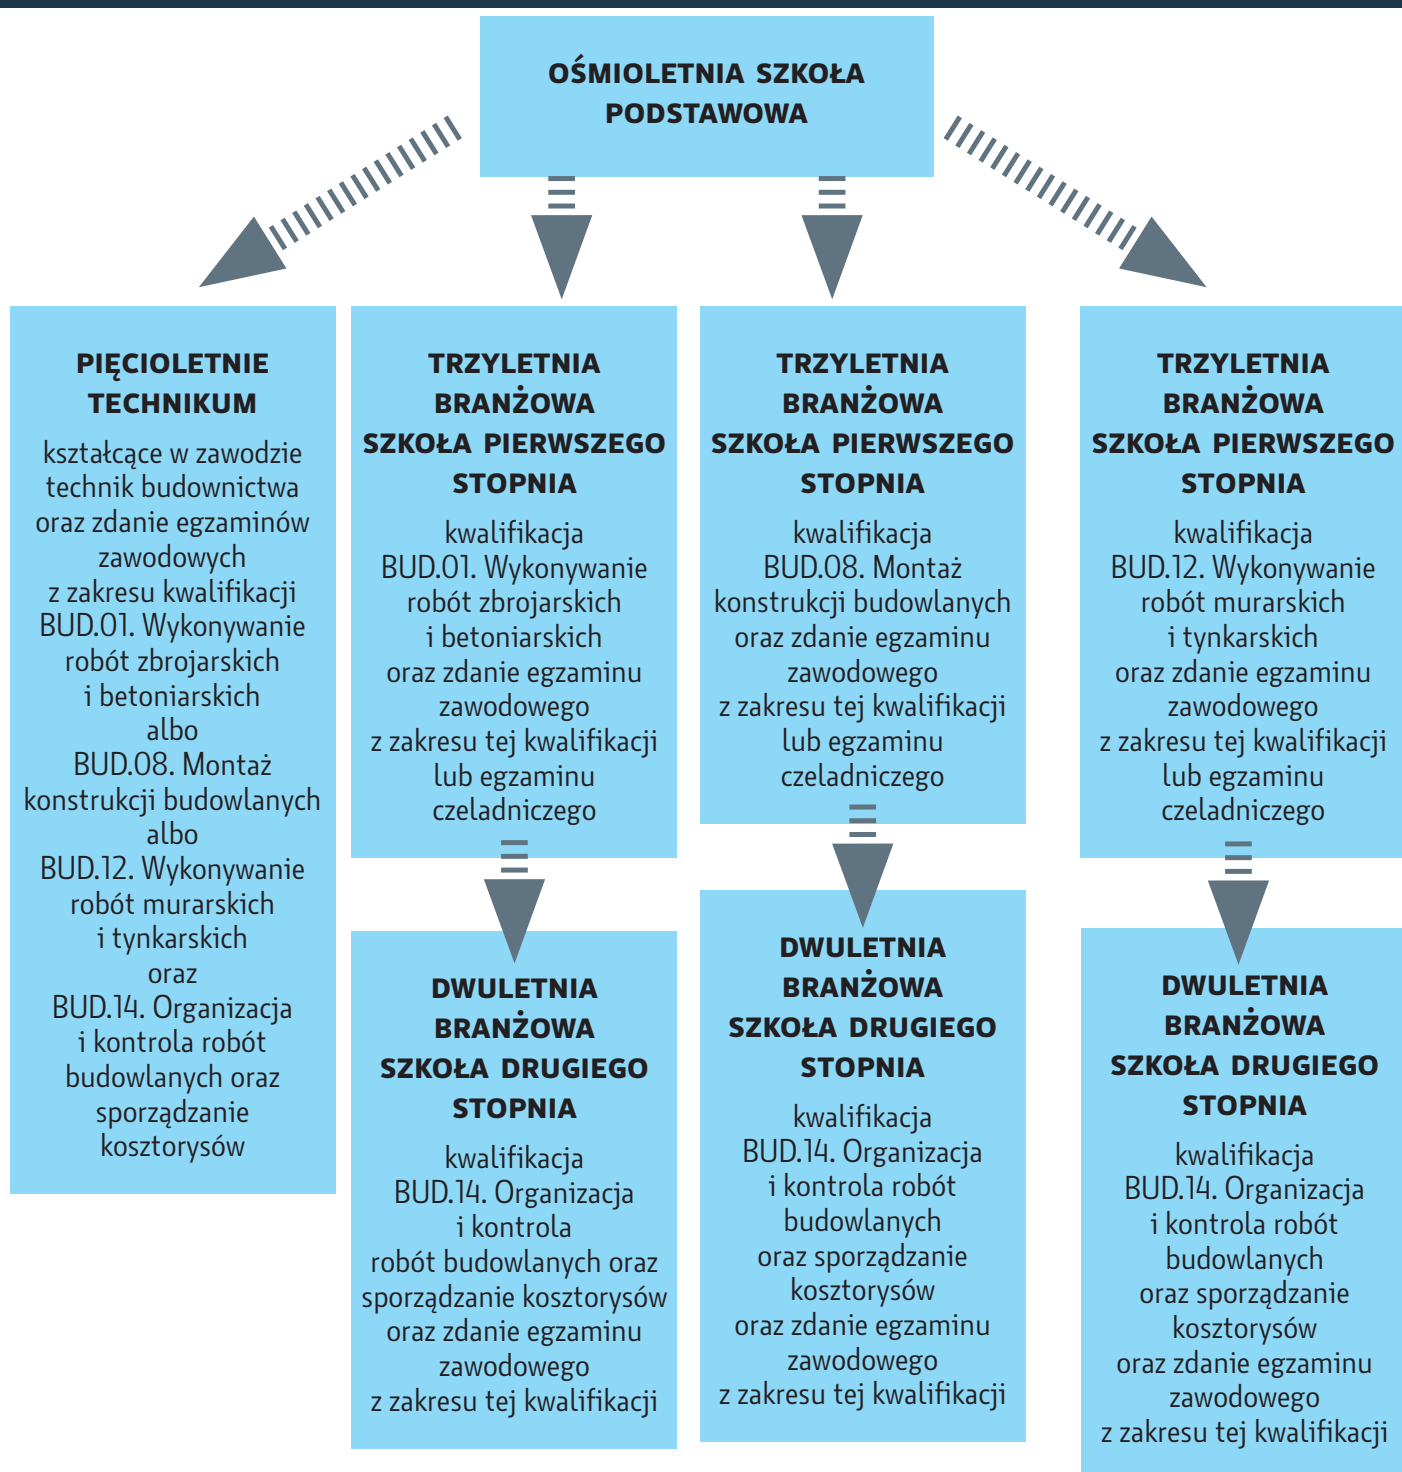 OŚMIOLETNIA SZKOŁA
PODSTAWOWA
PIĘCIOLETNIE
TECHNIKUM
kształcące w zawodzie
technik budownictwa
oraz zdanie egzaminów
zawodowych
z zakresu kwalifikacji
BUD.01. Wykonywanie
robót zbrojarskich
i betoniarskich
albo
BUD.08. Montaż
konstrukcji budowlanych
albo
BUD.12. Wykonywanie
robót murarskich
i tynkarskich
oraz
BUD.14. Organizacja
i kontrola robót
budowlanych oraz
sporządzanie
kosztorysów
TRZYLETNIA
BRANŻOWA
SZKOŁA PIERWSZEGO
STOPNIA
kwalifikacja
BUD.01. Wykonywanie
robót zbrojarskich
i betoniarskich
oraz zdanie egzaminu
zawodowego
z zakresu tej kwalifikacji
lub egzaminu
czeladniczego
DWULETNIA
BRANŻOWA
SZKOŁA DRUGIEGO
STOPNIA
kwalifikacja
BUD.14. Organizacja
i kontrola
robót budowlanych oraz
sporządzanie kosztorysów
oraz zdanie egzaminu
zawodowego
z zakresu tej kwalifikacji
TRZYLETNIA
BRANŻOWA
SZKOŁA PIERWSZEGO
STOPNIA
kwalifikacja
BUD.08. Montaż
konstrukcji budowlanych
oraz zdanie egzaminu
zawodowego
z zakresu tej kwalifikacji
lub egzaminu
czeladniczego
DWULETNIA
BRANŻOWA
SZKOŁA DRUGIEGO
STOPNIA
kwalifikacja
BUD.14. Organizacja
i kontrola robót
budowlanych
oraz sporządzanie
kosztorysów
oraz zdanie egzaminu
zawodowego
z zakresu tej kwalifikacji
TRZYLETNIA
BRANŻOWA
SZKOŁA PIERWSZEGO
STOPNIA
kwalifikacja
BUD.12. Wykonywanie
robót murarskich
i tynkarskich
oraz zdanie egzaminu
zawodowego
z zakresu tej kwalifikacji
lub egzaminu
czeladniczego
DWULETNIA
BRANŻOWA
SZKOŁA DRUGIEGO
STOPNIA
kwalifikacja
BUD.14. Organizacja
i kontrola robót
budowlanych
oraz sporządzanie
kosztorysów
oraz zdanie egzaminu
zawodowego
z zakresu tej kwalifikacji